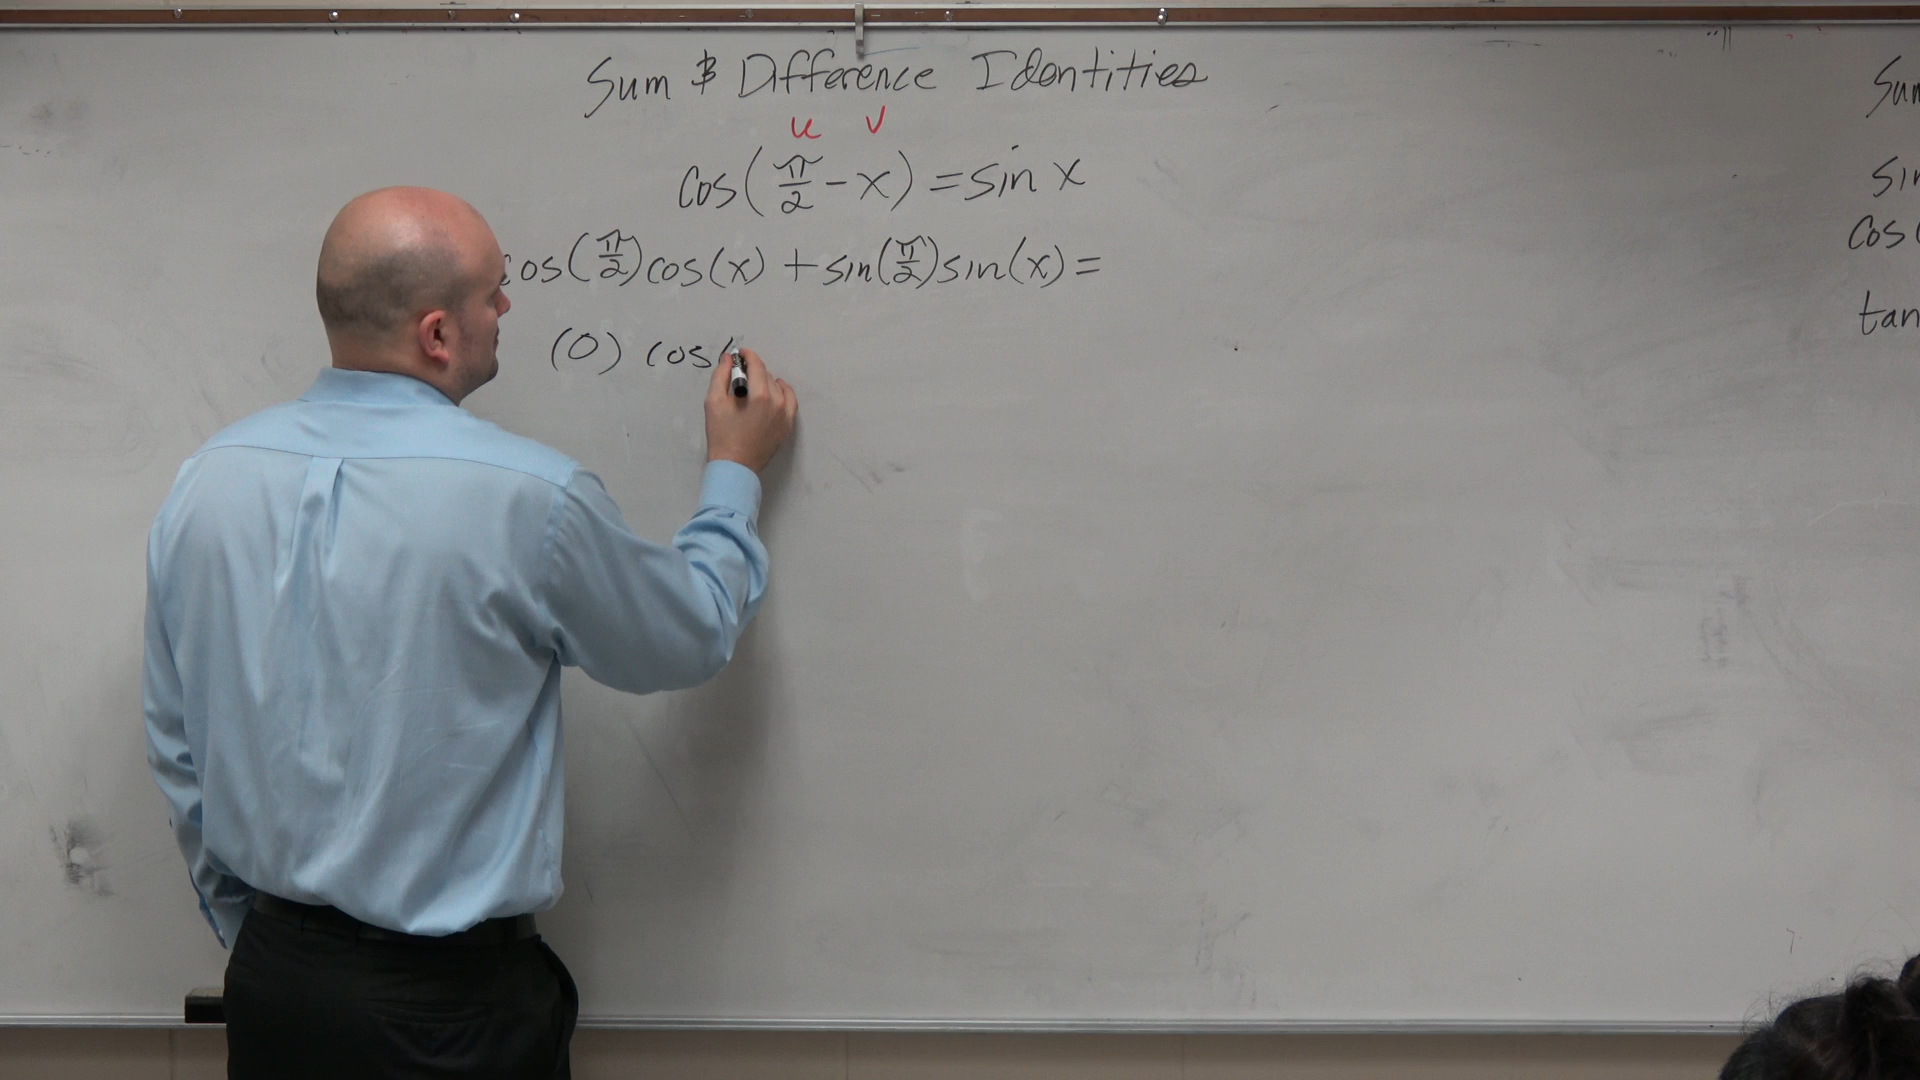 Sum & Difference Identities
u v
cos(π/2 - x) = sin x
cos(π/2)cos(x) + sin(π/2)sin(x) =
(0) cos(
Sum
sin
cos(
tan